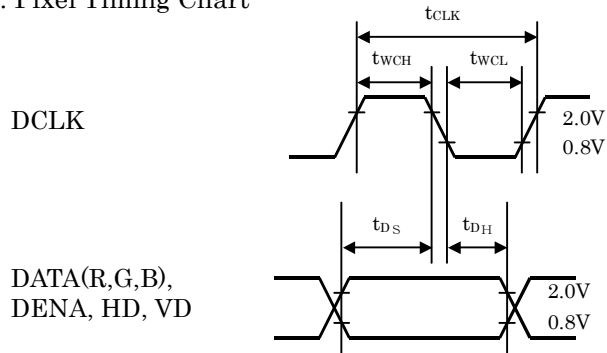 . Pixel Timing Chart
tCLK
tWCH
tWCL
DCLK
2.0V
0.8V
tDS
tDH
DATA(R,G,B),
DENA, HD, VD
2.0V
0.8V